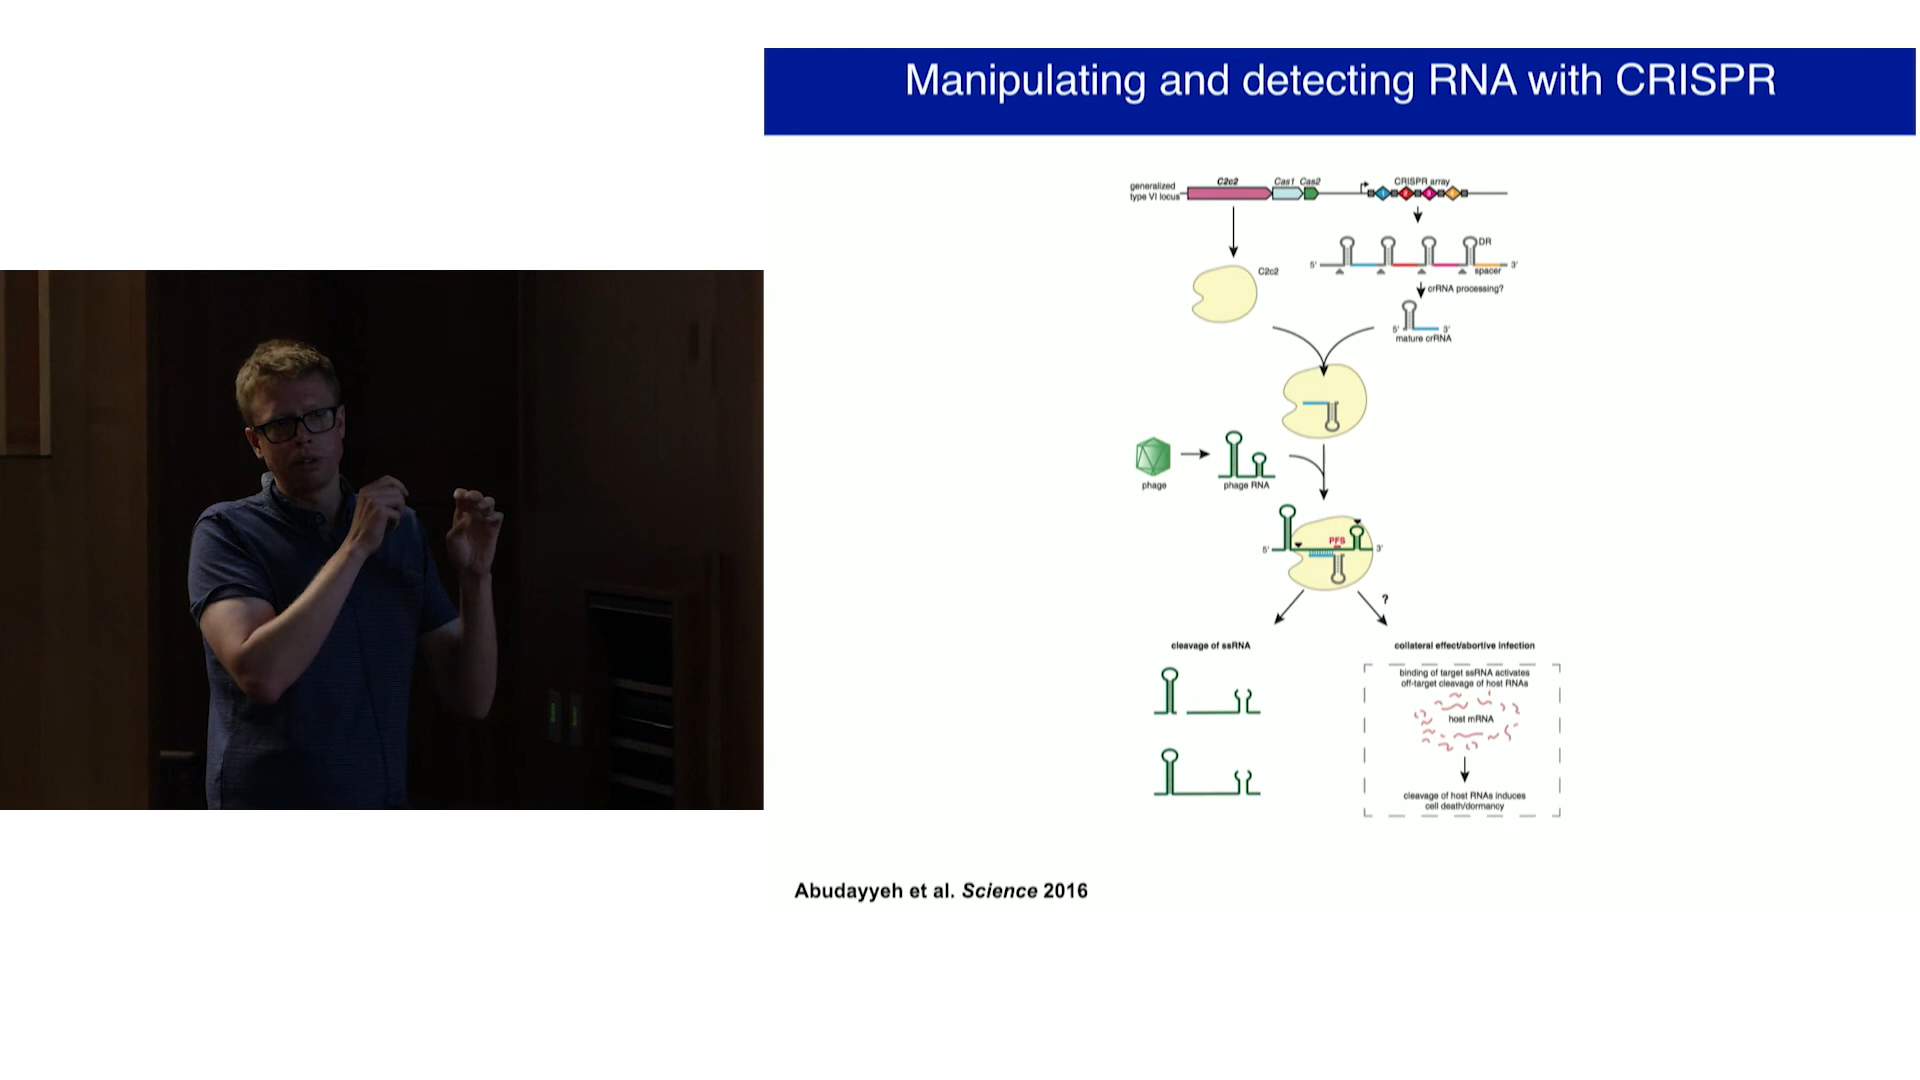 Manipulating and detecting RNA with CRISPR
generalized
type VI locus
C2c2
Cas1
Cas2
CRISPR array
C2c2
DR
5'
spacer
3'
crRNA processing?
5'
3'
mature crRNA
phage
phage RNA
PFS
5'
3'
?
cleavage of ssRNA
collateral effect/abortive infection
binding of target ssRNA activates
off-target cleavage of host RNAs
host mRNA
cleavage of host RNAs induces
cell death/dormancy
Abudayyeh et al. Science 2016